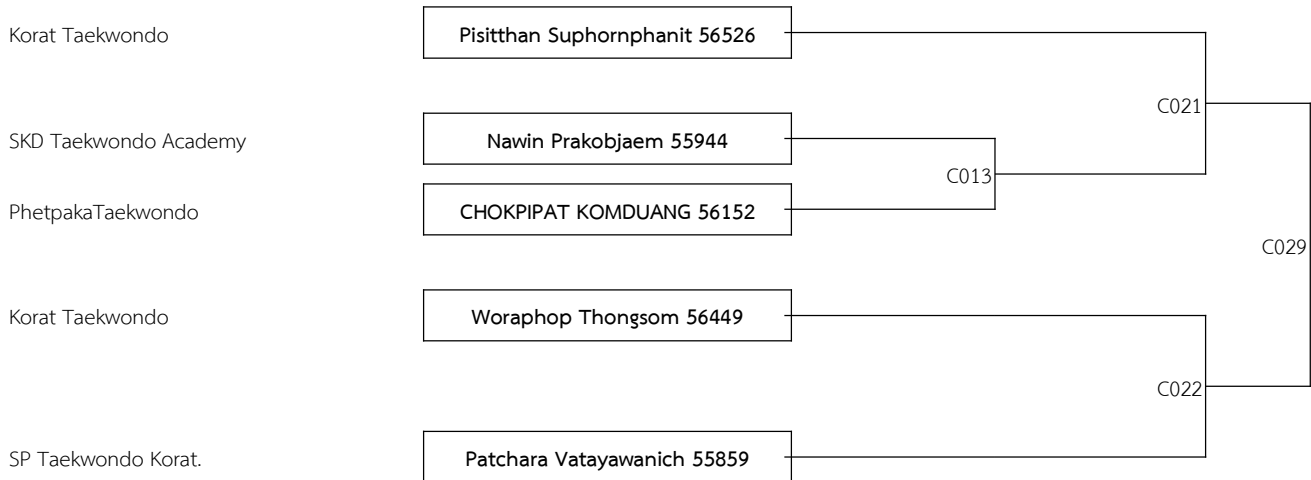 Korat Taekwondo Pisitthan Suphornphanit 56526
C021
SKD Taekwondo Academy Nawin Prakobjaem 55944
C013
PhetpakaTaekwondo CHOKPIPAT KOMDUANG 56152
C029
Korat Taekwondo Woraphop Thongsom 56449
C022
SP Taekwondo Korat. Patchara Vatayawanich 55859